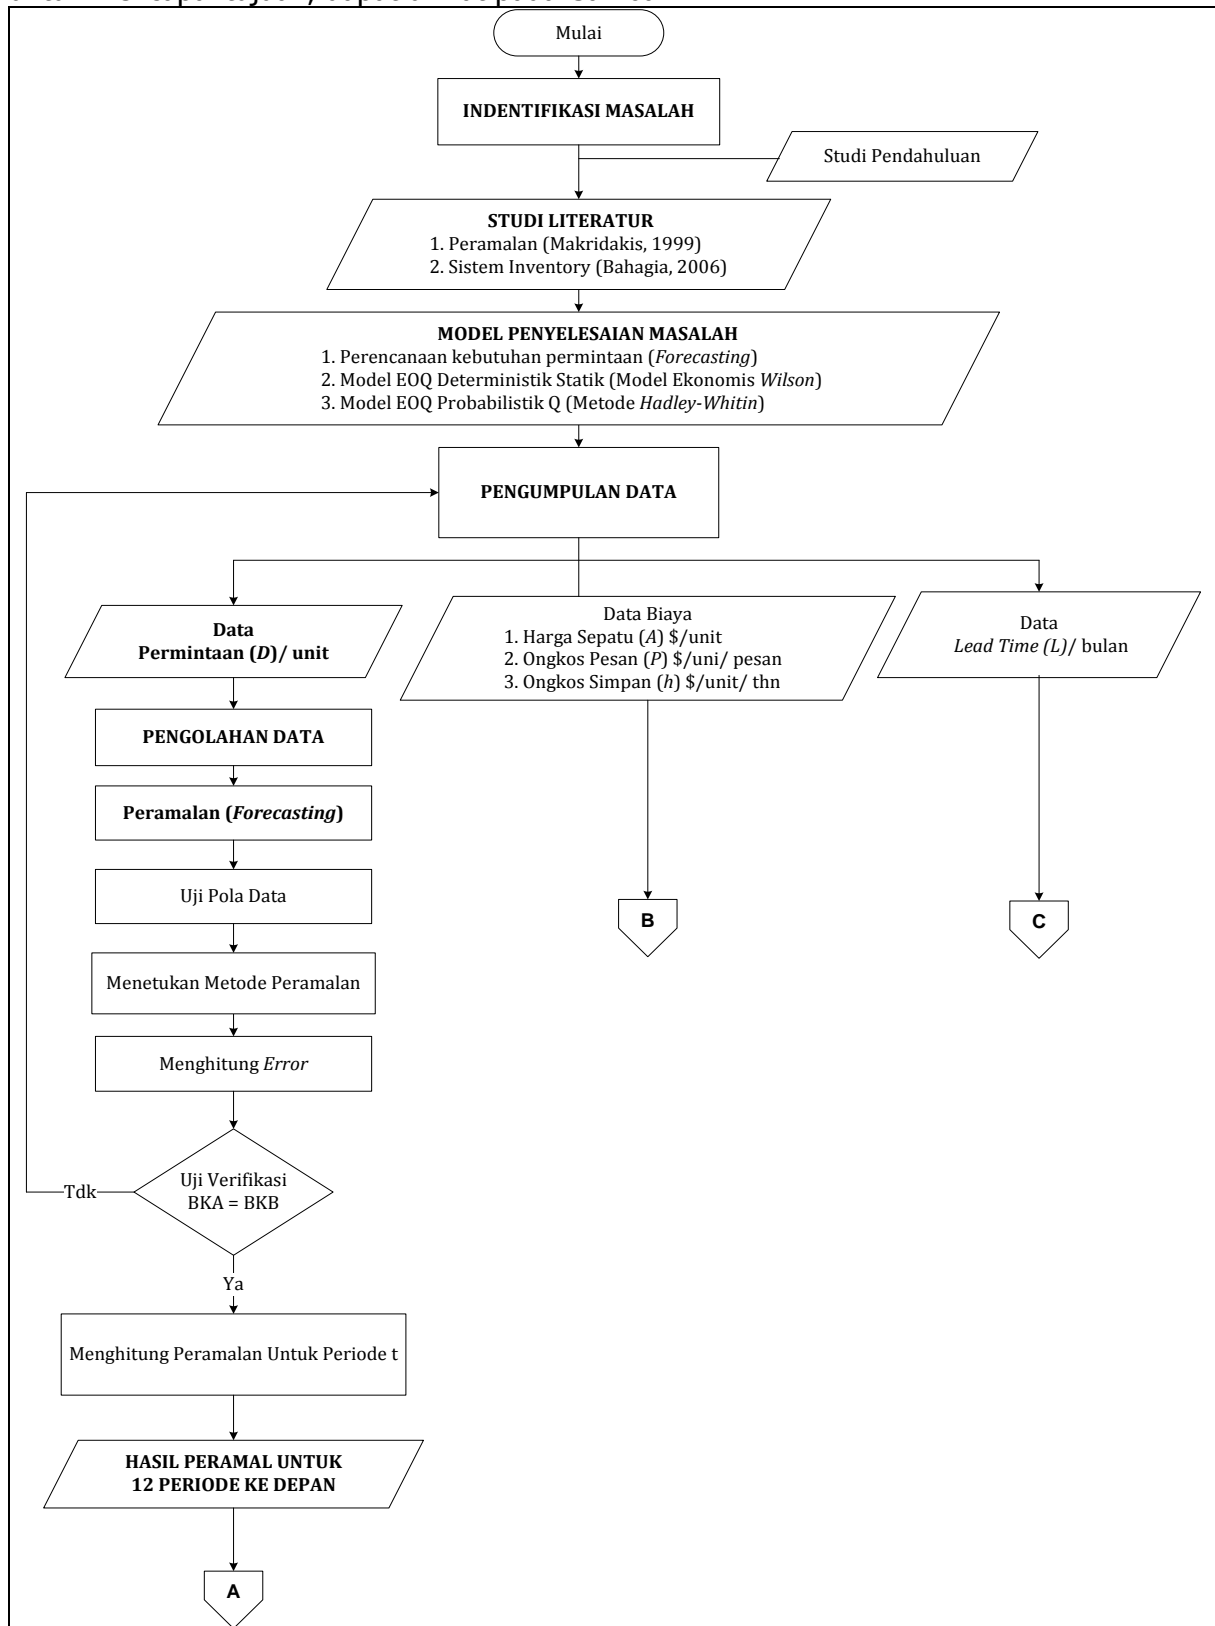 Mulai
INDENTIFIKASI MASALAH
Studi Pendahuluan
STUDI LITERATUR
1. Peramalan (Makridakis, 1999)
2. Sistem Inventory (Bahagia, 2006)
MODEL PENYELESAIAN MASALAH
1. Perencanaan kebutuhan permintaan (Forecasting)
2. Model EOQ Deterministik Statik (Model Ekonomis Wilson)
3. Model EOQ Probabilistik Q (Metode Hadley-Whitin)
PENGUMPULAN DATA
Data
Permintaan (D)/ unit
Data Biaya
1. Harga Sepatu (A) $/unit
2. Ongkos Pesan (P) $/uni/ pesan
3. Ongkos Simpan (h) $/unit/ thn
Data
Lead Time (L)/ bulan
PENGOLAHAN DATA
Peramalan (Forecasting)
Uji Pola Data
B
C
Menetukan Metode Peramalan
Menghitung Error
Uji Verifikasi
BKA = BKB
Tdk
Ya
Menghitung Peramalan Untuk Periode t
HASIL PERAMAL UNTUK
12 PERIODE KE DEPAN
A